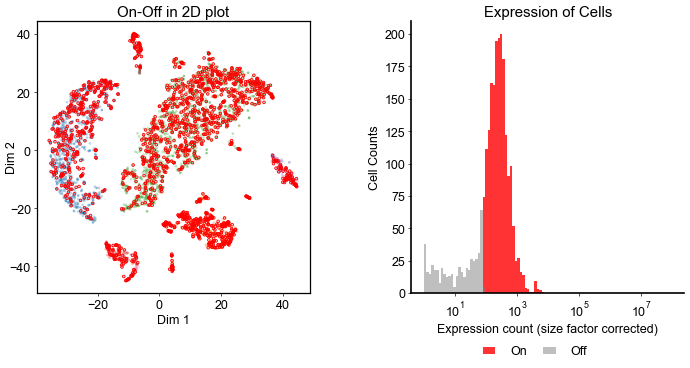 On-Off in 2D plot
40
20
0
−20
−40
Dim 2
−20
0
20
40
Dim 1
Expression of Cells
200
175
150
125
100
75
50
25
0
Cell Counts
10^1
10^3
10^5
10^7
Expression count (size factor corrected)
On
Off